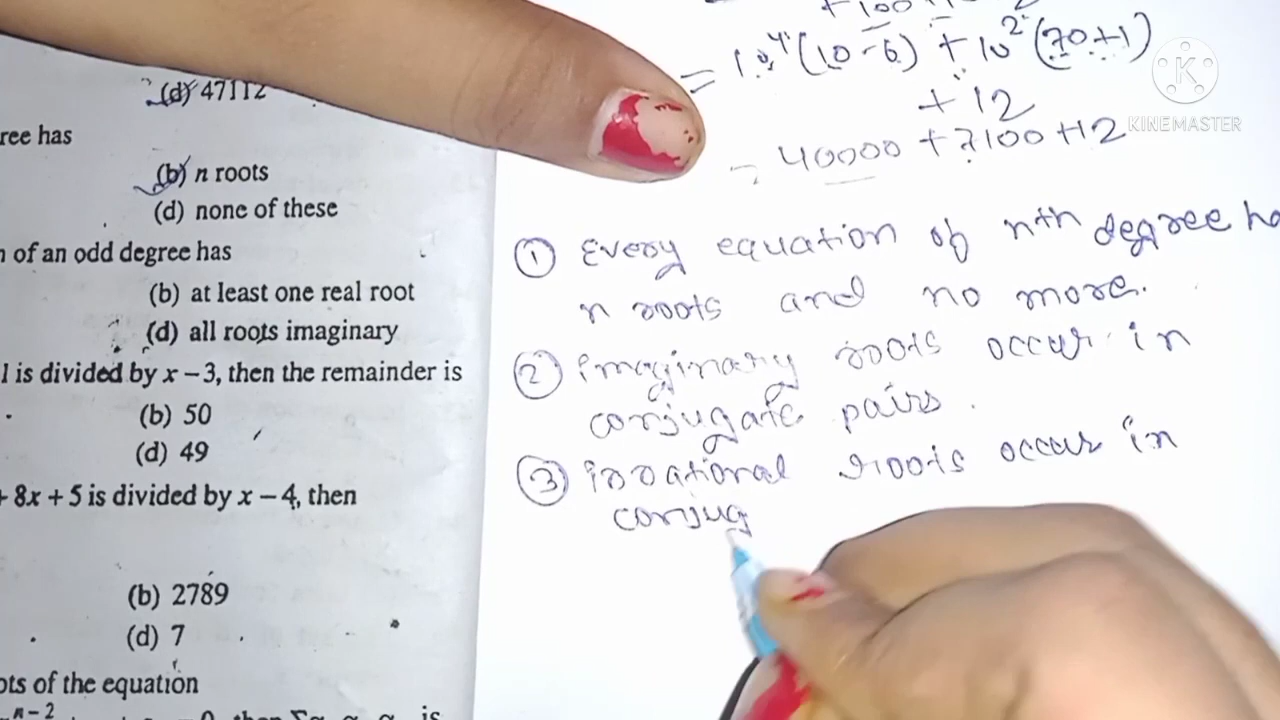 (d) 47112
ree has
(b) n roots
(d) none of these
n of an odd degree has
(b) at least one real root
(d) all roots imaginary
1 is divided by x − 3, then the remainder is
(b) 50
(d) 49
+ 8x + 5 is divided by x − 4, then
(b) 2789
(d) 7
ots of the equation
n−2
is
+ 100
= 10⁴(10-6) + 10²(70+1)
+ 12
= 40000 + 7100 + 12
① Every equation of nth degree ha
n roots and no more.
② imaginary roots occur in
conjugate pairs.
③ irrational roots occur in
conjug
K
KINEMASTER